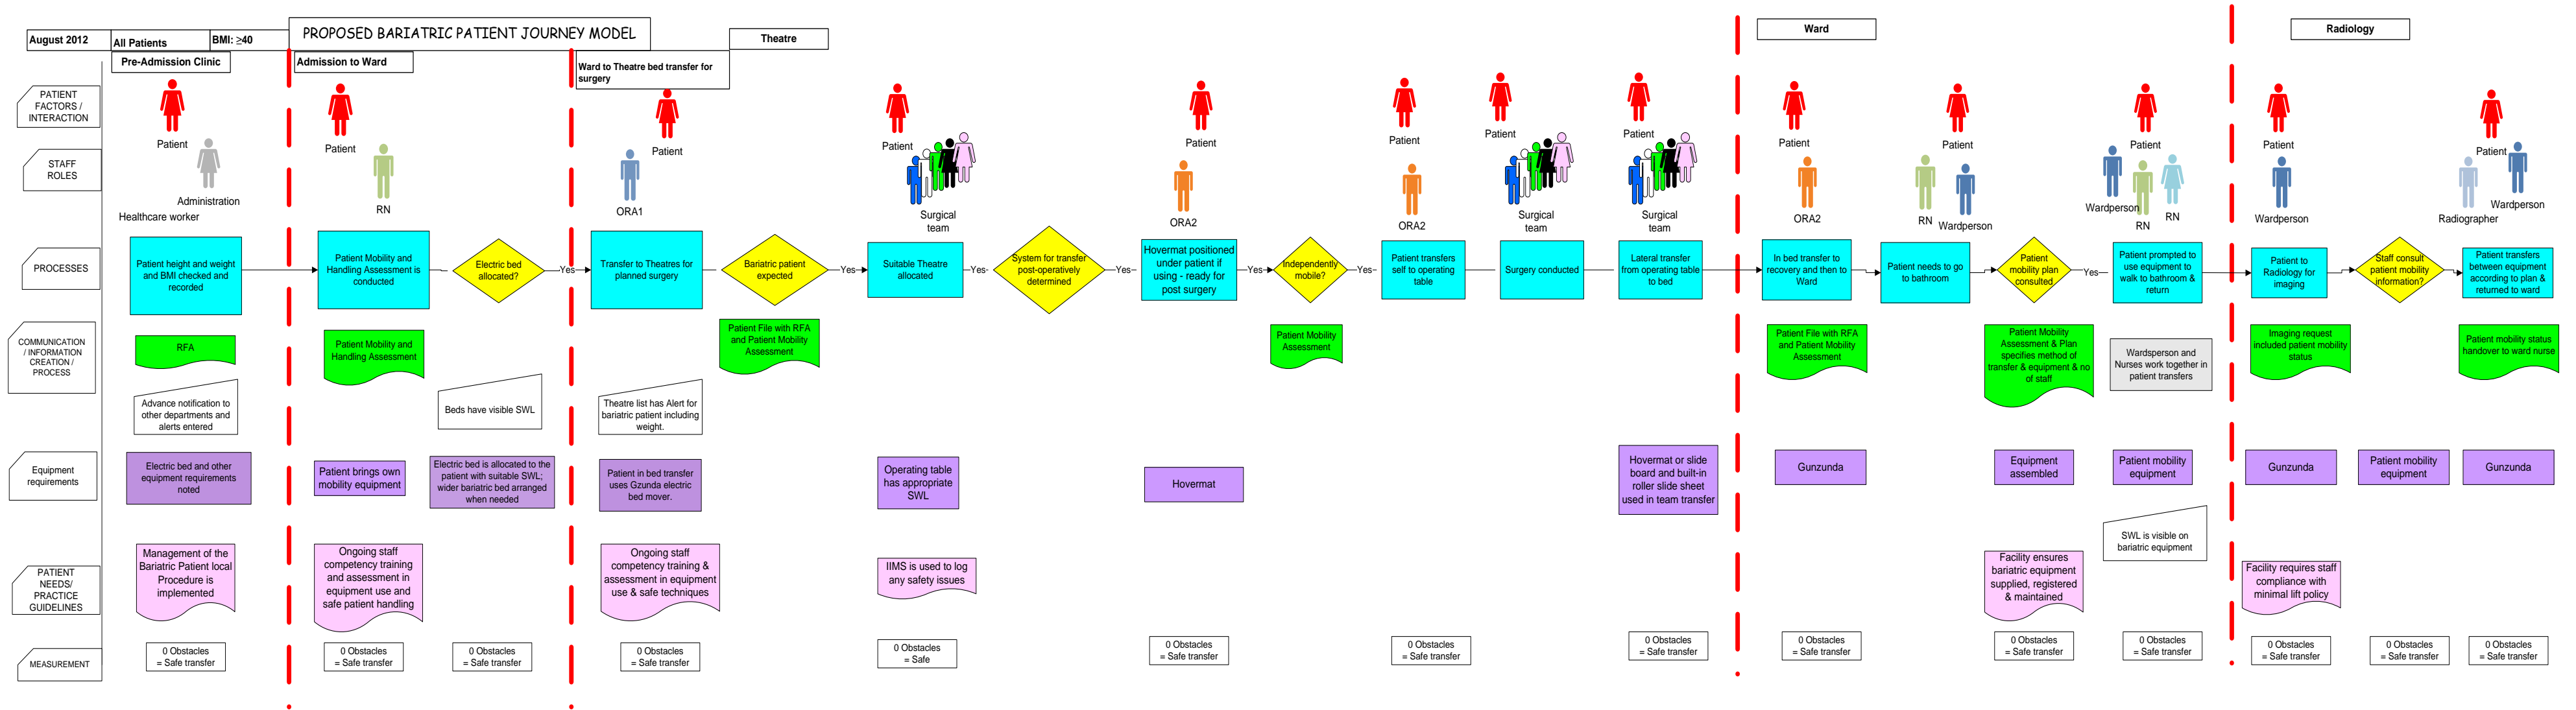 August 2012
All Patients
BMI: ≥40
PROPOSED BARIATRIC PATIENT JOURNEY MODEL
Theatre
Ward
Radiology
Pre-Admission Clinic
Admission to Ward
Ward to Theatre bed transfer for
surgery
PATIENT
FACTORS /
INTERACTION
Patient
Patient
Patient
Patient
Patient
Patient
Patient
Patient
Patient
Patient
Patient
Patient
Patient
STAFF
ROLES
Administration
Healthcare worker
RN
ORA1
Surgical
team
ORA2
ORA2
Surgical
team
Surgical
team
ORA2
RN
Wardperson
Wardperson
RN
RN
Wardperson
Radiographer
Wardperson
PROCESSES
Patient height and weight
and BMI checked and
recorded
Patient Mobility and
Handling Assessment is
conducted
Electric bed
allocated?
Yes
Transfer to Theatres for
planned surgery
Bariatric patient
expected
Yes
Suitable Theatre
allocated
Yes
System for transfer
post-operatively
determined
Yes
Hovermat positioned
under patient if
using - ready for
post surgery
Yes
Independently
mobile?
Yes
Patient transfers
self to operating
table
Surgery conducted
Lateral transfer
from operating table
to bed
In bed transfer to
recovery and then to
Ward
Patient needs to go
to bathroom
Patient
mobility plan
consulted
Yes
Patient prompted to
use equipment to
walk to bathroom &
return
Patient to
Radiology for
imaging
Staff consult
patient mobility
information?
Patient transfers
between equipment
according to plan &
returned to ward
COMMUNICATION
/ INFORMATION
CREATION /
PROCESS
RFA
Patient Mobility and
Handling Assessment
Patient File with RFA
and Patient Mobility
Assessment
Patient Mobility
Assessment
Patient File with RFA
and Patient Mobility
Assessment
Patient Mobility
Assessment & Plan
specifies method of
transfer & equipment & no
of staff
Wardsperson and
Nurses work together in
patient transfers
Imaging request
included patient mobility
status
Patient mobility status
handover to ward nurse
Advance notification to
other departments and
alerts entered
Beds have visible SWL
Theatre list has Alert for
bariatric patient including
weight.
Equipment
requirements
Electric bed and other
equipment requirements
noted
Patient brings own
mobility equipment
Electric bed is allocated to the
patient with suitable SWL;
wider bariatric bed arranged
when needed
Patient in bed transfer
uses Gzunda electric
bed mover.
Operating table
has appropriate
SWL
Hovermat
Hovermat or slide
board and built-in
roller slide sheet
used in team transfer
Gunzunda
Equipment
assembled
Patient mobility
equipment
Gunzunda
Patient mobility
equipment
Gunzunda
SWL is visible on
bariatric equipment
PATIENT
NEEDS/
PRACTICE
GUIDELINES
Management of the
Bariatric Patient local
Procedure is
implemented
Ongoing staff
competency training
and assessment in
equipment use and
safe patient handling
Ongoing staff
competency training &
assessment in equipment
use & safe techniques
IIMS is used to log
any safety issues
Facility ensures
bariatric equipment
supplied, registered
& maintained
Facility requires staff
compliance with
minimal lift policy
MEASUREMENT
0 Obstacles
= Safe transfer
0 Obstacles
= Safe transfer
0 Obstacles
= Safe transfer
0 Obstacles
= Safe transfer
0 Obstacles
= Safe
0 Obstacles
= Safe transfer
0 Obstacles
= Safe transfer
0 Obstacles
= Safe transfer
0 Obstacles
= Safe transfer
0 Obstacles
= Safe transfer
0 Obstacles
= Safe transfer
0 Obstacles
= Safe transfer
0 Obstacles
= Safe transfer
0 Obstacles
= Safe transfer